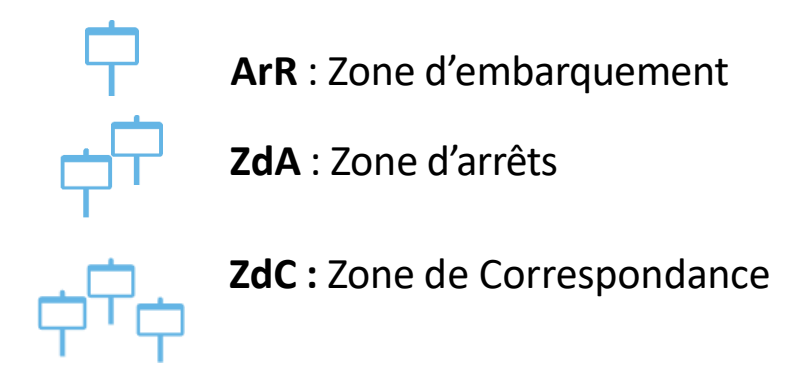 ArR : Zone d’embarquement
ZdA : Zone d’arrêts
ZdC : Zone de Correspondance